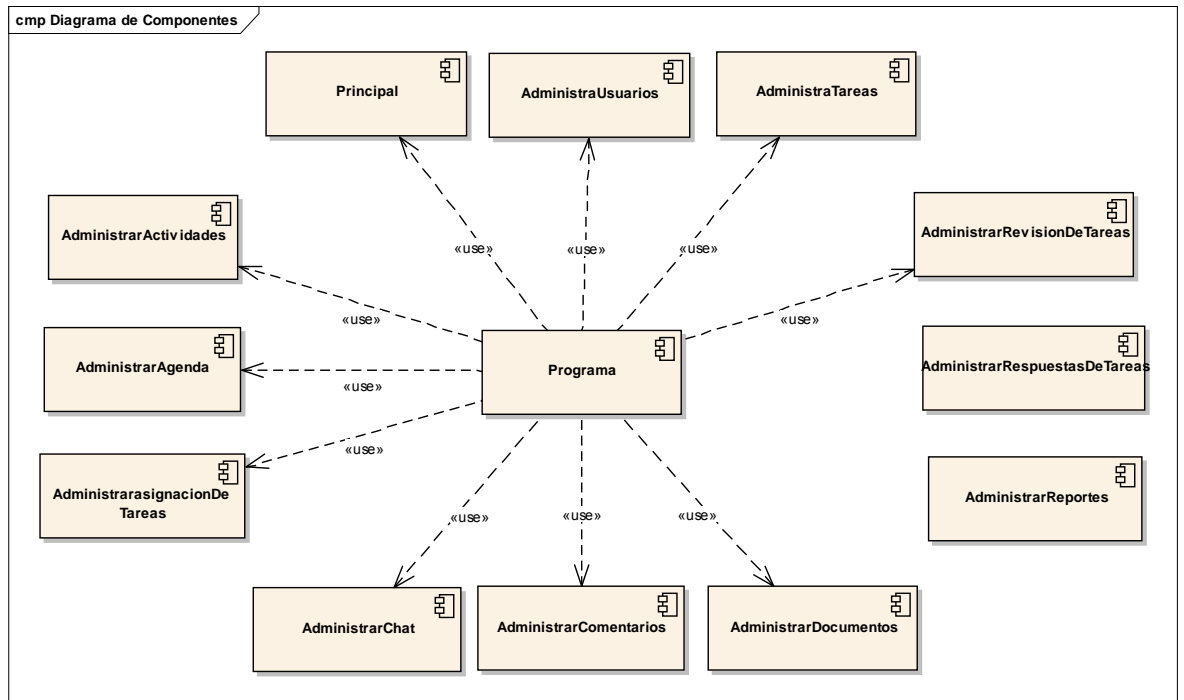 cmp Diagrama de Componentes
Principal
AdministraUsuarios
AdministraTareas
AdministrarActividades
AdministrarRevisionDeTareas
«use»
«use»
«use»
«use»
«use»
AdministrarAgenda
Programa
AdministrarRespuestasDeTareas
«use»
«use»
AdministrarasignacionDe
Tareas
AdministrarReportes
«use»
«use»
«use»
AdministrarChat
AdministrarComentarios
AdministrarDocumentos